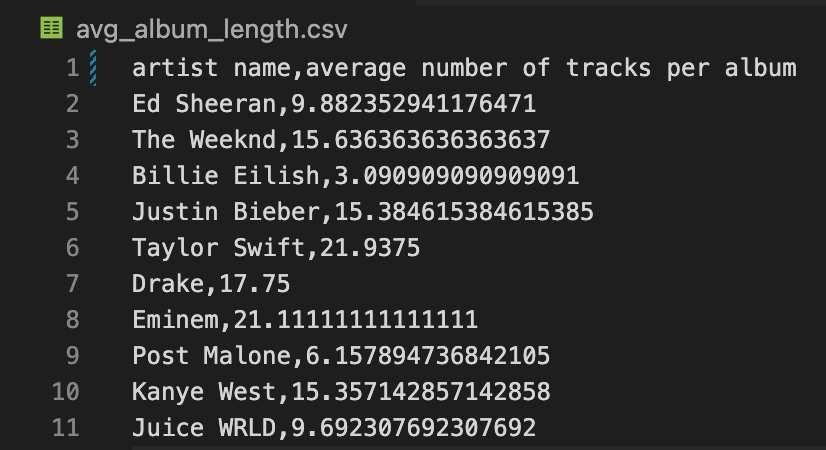 avg_album_length.csv
1 artist name,average number of tracks per album
2 Ed Sheeran,9.882352941176471
3 The Weeknd,15.636363636363637
4 Billie Eilish,3.090909090909091
5 Justin Bieber,15.384615384615385
6 Taylor Swift,21.9375
7 Drake,17.75
8 Eminem,21.11111111111111
9 Post Malone,6.157894736842105
10 Kanye West,15.357142857142858
11 Juice WRLD,9.692307692307692